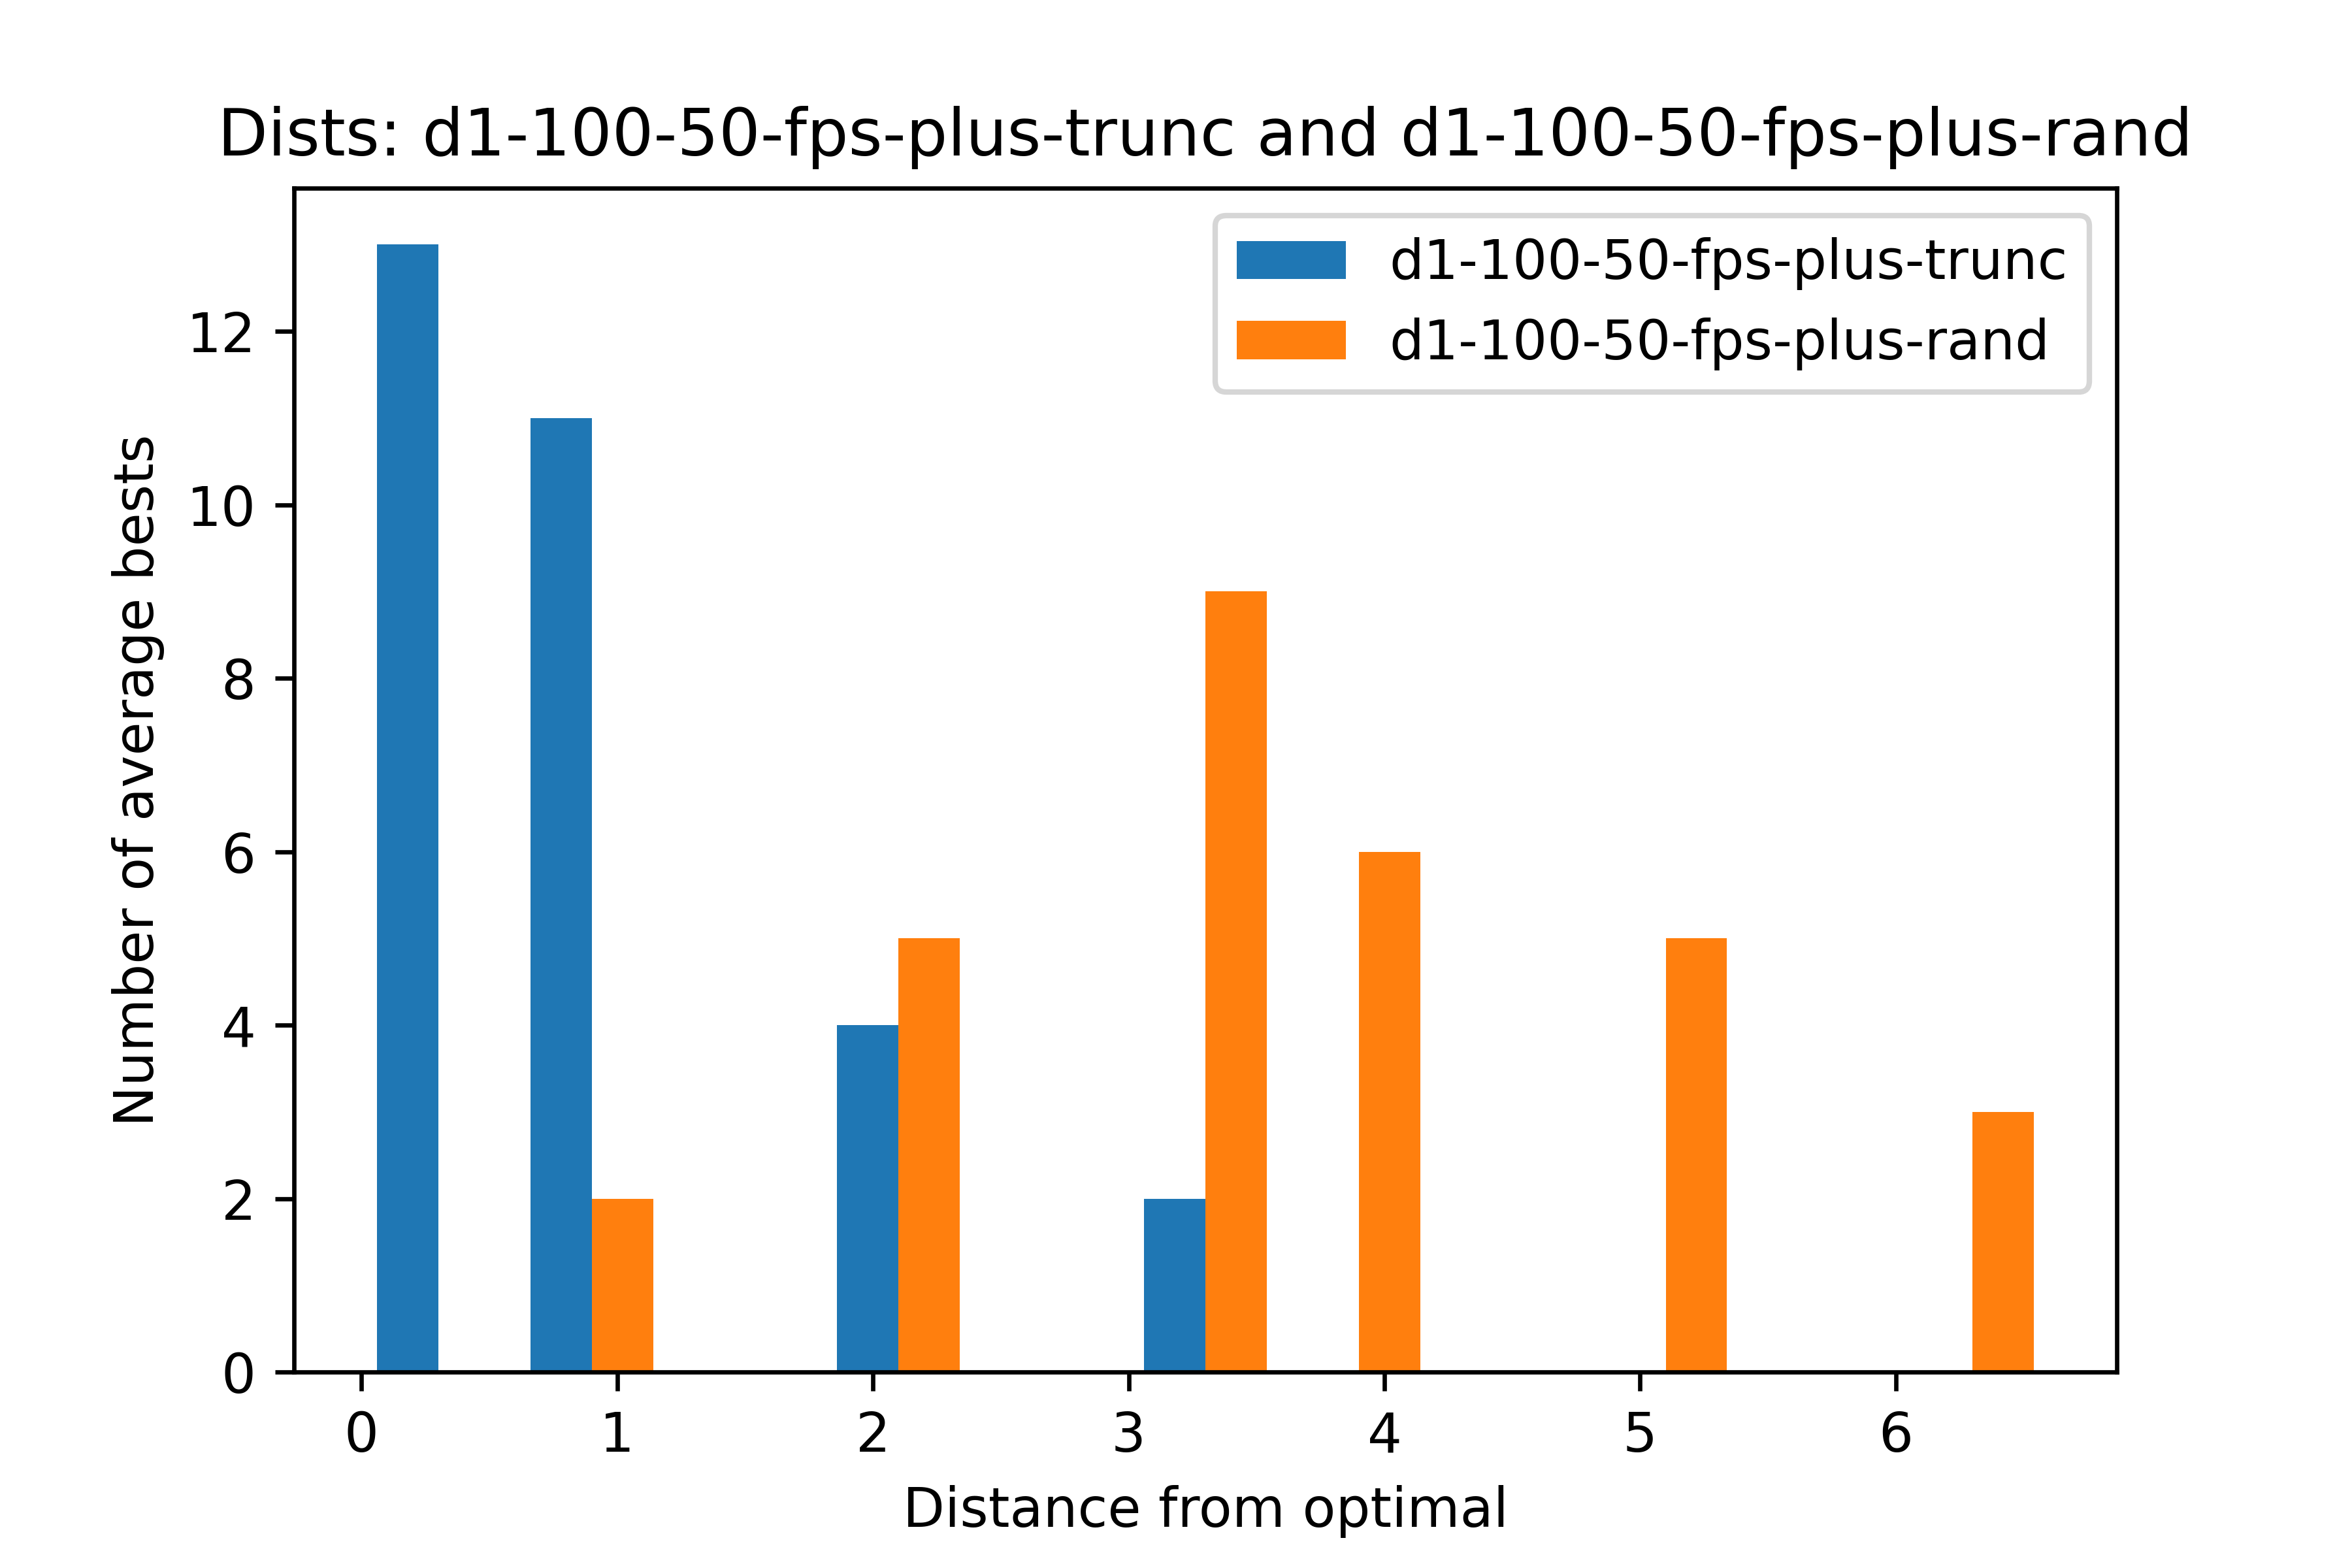 Dists: d1-100-50-fps-plus-trunc and d1-100-50-fps-plus-rand
d1-100-50-fps-plus-trunc
d1-100-50-fps-plus-rand
Number of average bests
12
10
8
6
4
2
0
0 1 2 3 4 5 6
Distance from optimal